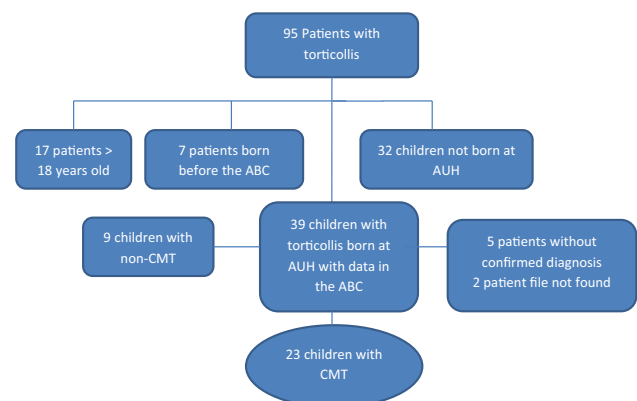 95 Patients with
torticollis
17 patients >
18 years old
7 patients born
before the ABC
32 children not born at
AUH
9 children with
non-CMT
39 children with
torticollis born at
AUH with data in
the ABC
5 patients without
confirmed diagnosis
2 patient file not found
23 children with
CMT